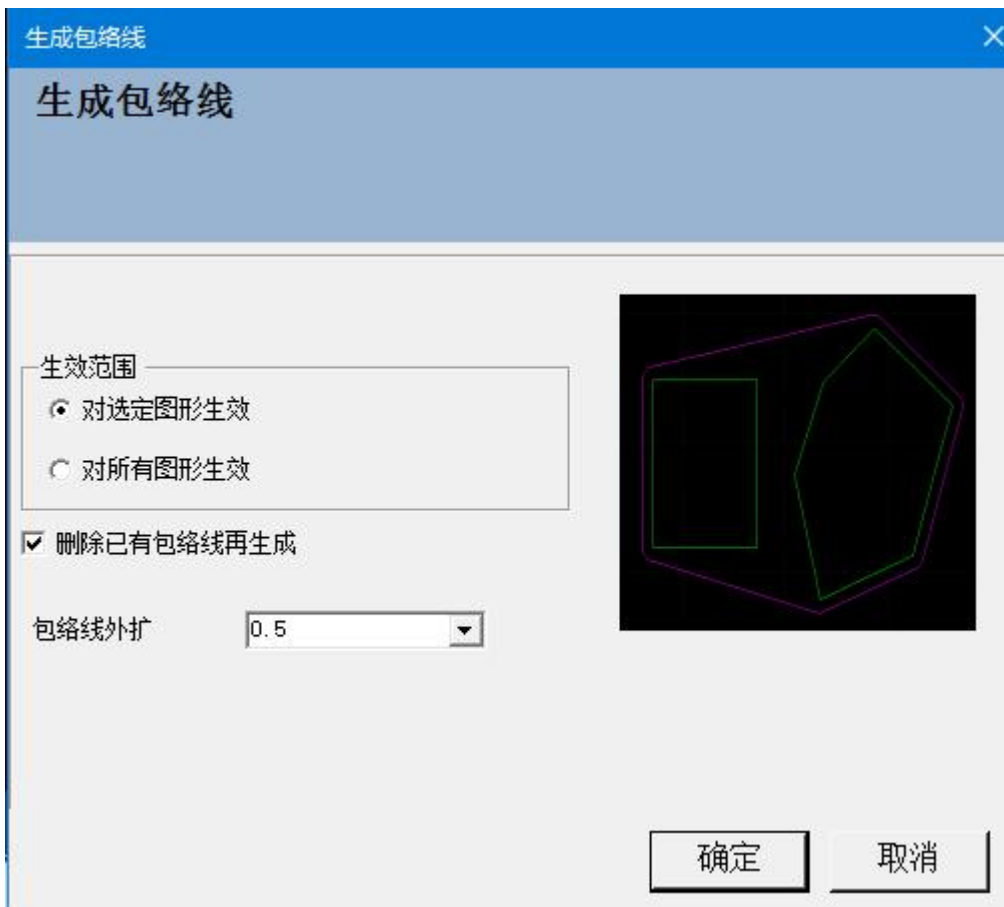 生成包络线
生成包络线
生效范围
对选定图形生效
对所有图形生效
删除已有包络线再生成
包络线外扩 0.5
确定 取消